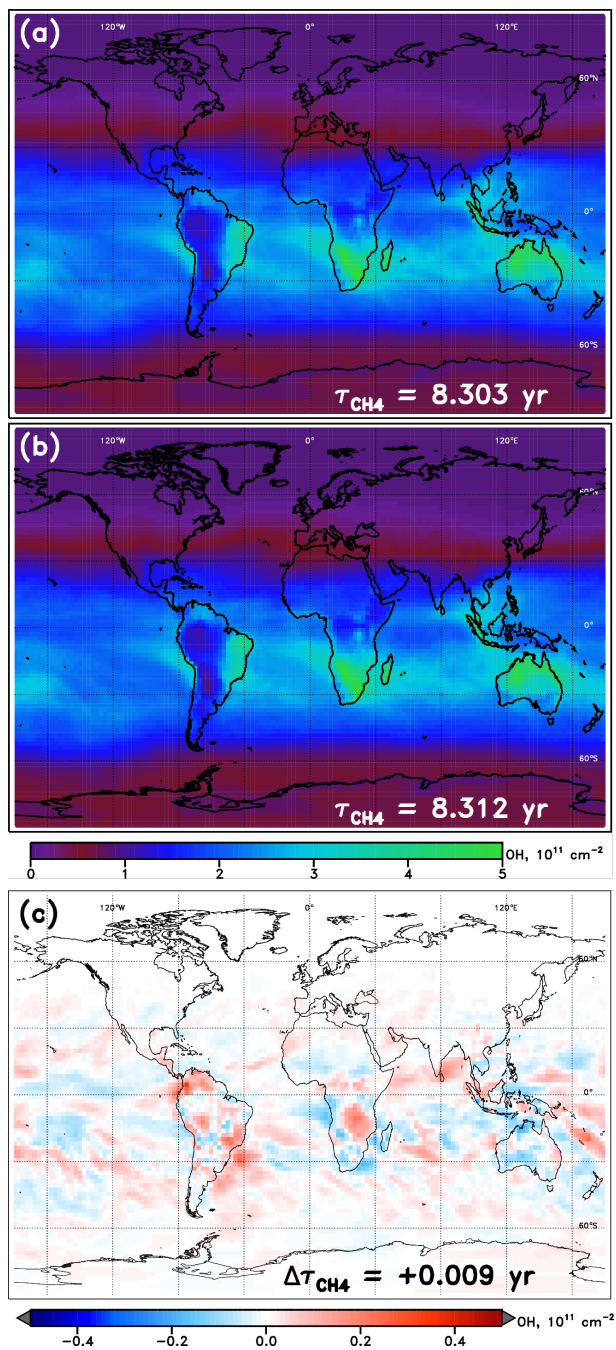 (a)
120°W 0° 120°E
60°N
0°
60°S
τCH4 = 8.303 yr
(b)
120°W 0° 120°E
60°N
0°
60°S
τCH4 = 8.312 yr
0 1 2 3 4 5 OH, 10¹¹ cm⁻²
(c)
120°W 0° 120°E
60°N
0°
60°S
ΔτCH4 = +0.009 yr
−0.4 −0.2 0.0 0.2 0.4 OH, 10¹¹ cm⁻²